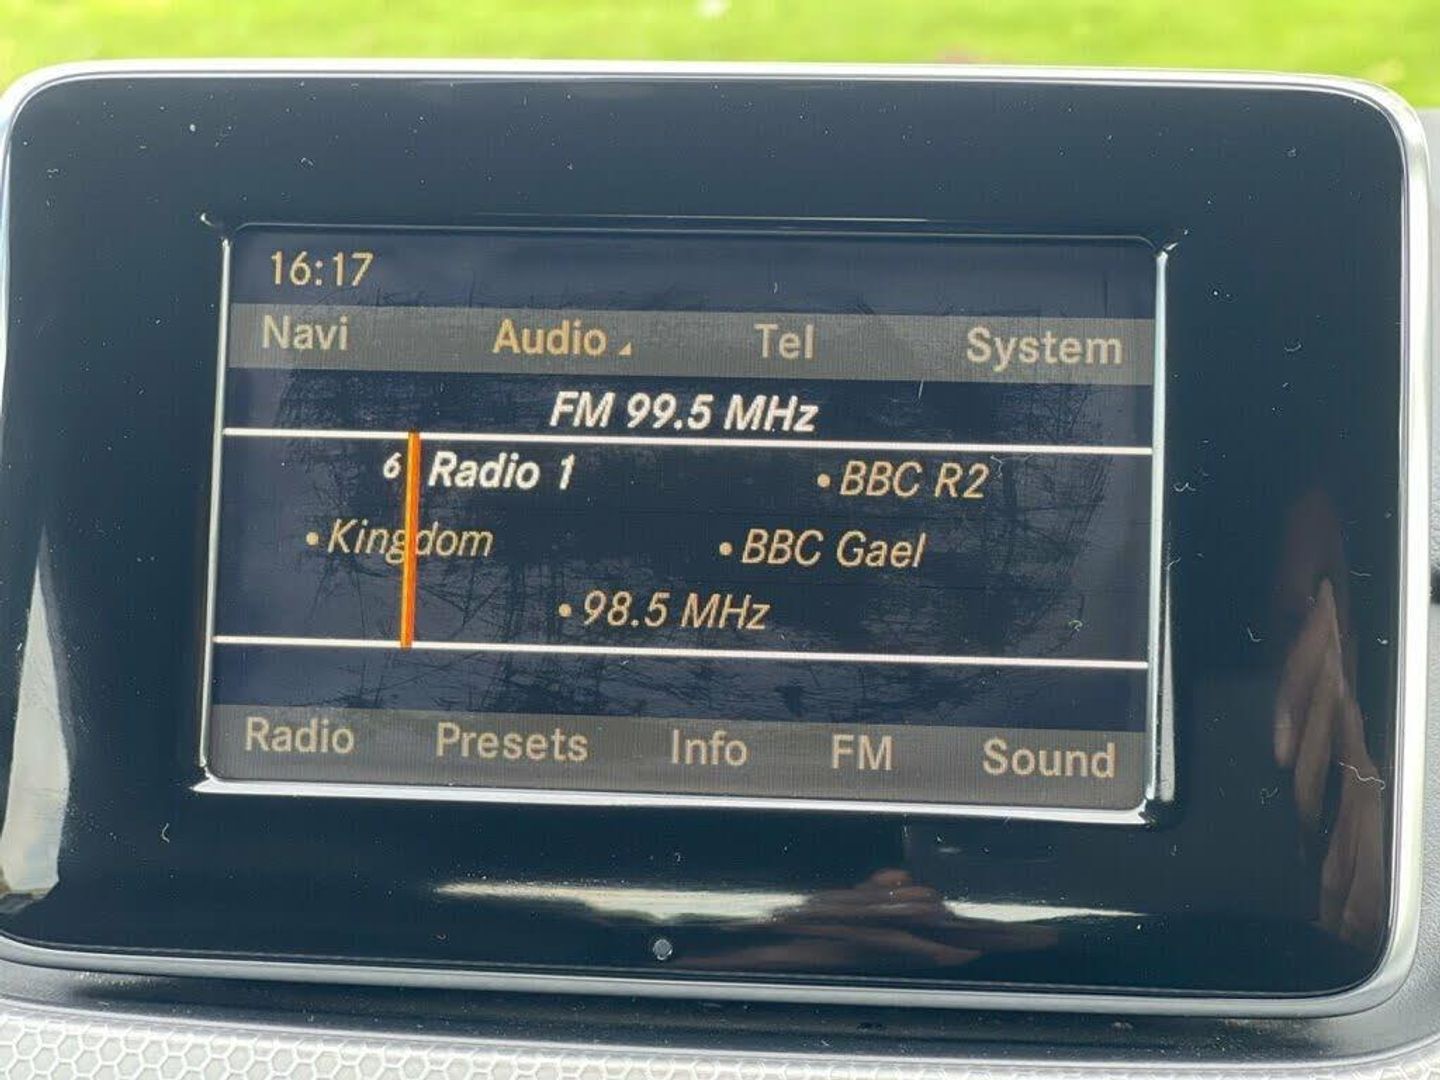 16:17
Navi Audio Tel System
FM 99.5 MHz
6 Radio 1 •BBC R2
•Kingdom •BBC Gael
•98.5 MHz
Radio Presets Info FM Sound